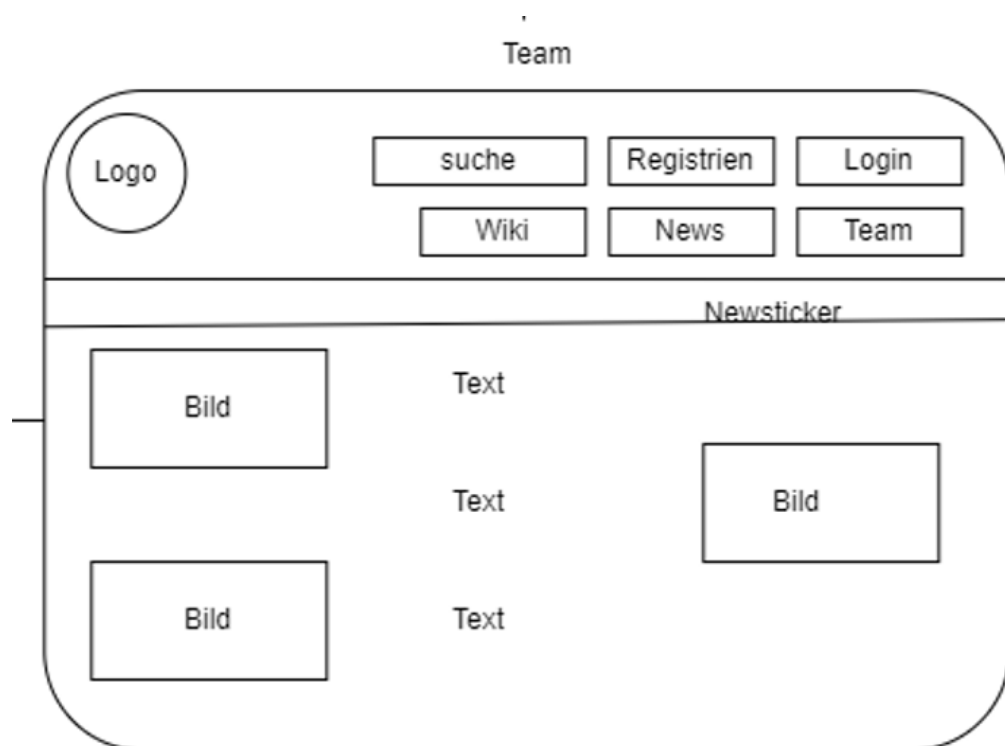 Team
Logo
suche Registrien Login
Wiki News Team
Newsticker
Bild Text
Text Bild
Bild Text